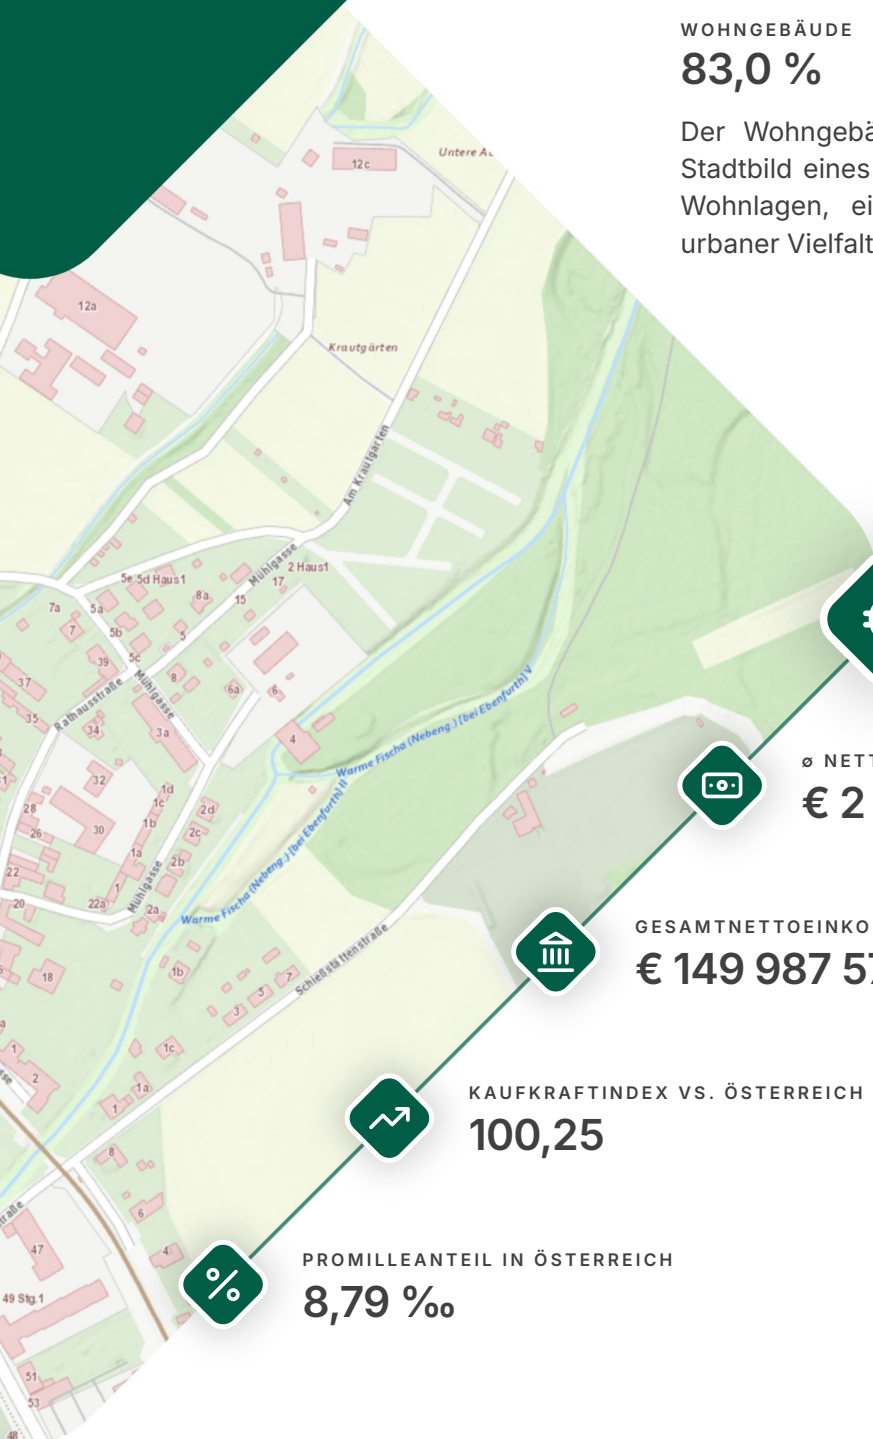 WOHNGEBÄUDE
83,0 %
Der Wohngebä
Stadtbild eines
Wohnlagen, ei
urbaner Vielfalt
12c
Untere Au
12a
Krautgärten
Am Krautgarten
Mühlgasse
2 Haus1
17
5e 5d Haus1
8a
15
7a
5a
7
5b
5
39
5c
8
37
Rathausstraße
Mühlgasse
6a
6
35
34
3a
4
Warme Fischa (Nebeng.) [bei Ebenfurth] V
32
1d
1c
28
2d
30
1b
26
2c
1a
2b
22
Mühlgasse
1
20
22a
2a
Warme Fischa (Nebeng.) [bei Ebenfurth] II
18
1b
Schießstättenstraße
7
5
3
1
1c
2
1a
1
8
6
4
47
49 Stg.1
51
53
48
ø NETT
€ 2
GESAMTNETTOEINKO
€ 149 987 57
KAUFKRAFTINDEX VS. ÖSTERREICH
100,25
PROMILLEANTEIL IN ÖSTERREICH
8,79 ‰